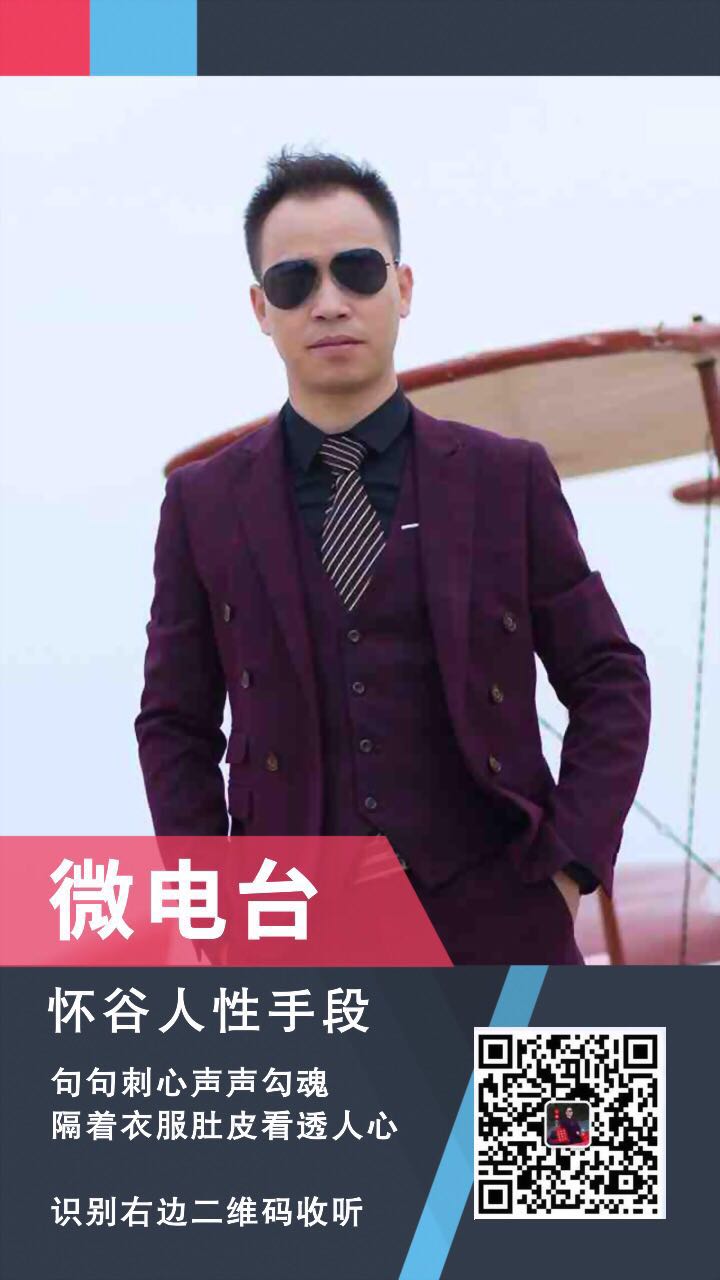 微电台
怀谷人性手段
句句刺心声声勾魂
隔着衣服肚皮看透人心
识别右边二维码收听